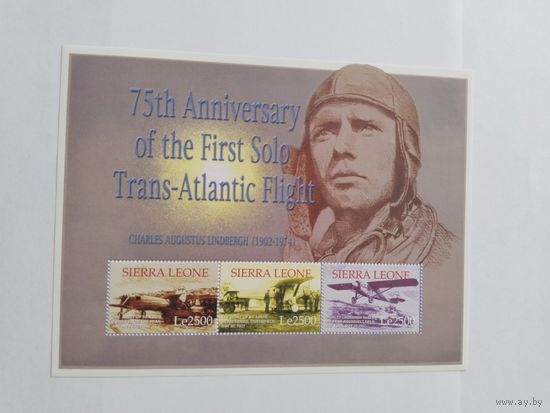 75th Anniversary
of the First Solo
Trans-Atlantic Flight
CHARLES AUGUSTUS LINDBERGH (1902-1974)
SIERRA LEONE
Le2500
SIERRA LEONE
Le2500
SIERRA LEONE
Le2500
ay.by